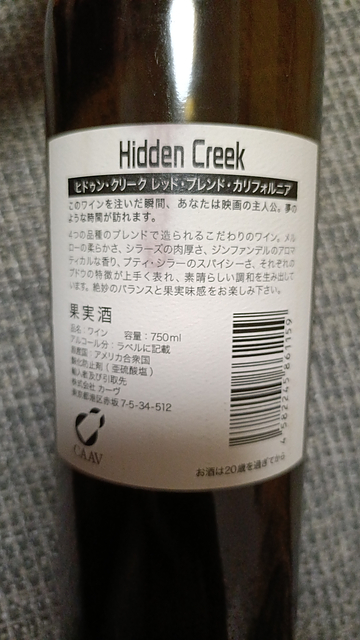 Hidden Creek
ヒドゥン・クリーク レッド・ブレンド・カリフォルニア
このワインを注いだ瞬間、あなたは映画の主人公。夢の
ような時間が訪れます。
4つの品種のブレンドで造られるこだわりのワイン。メル
ローの柔らかさ、シラーズの肉厚さ、ジンファンデルのアロマ
ティカルな香り、プティ・シラーのスパイシーさ、それぞれの
ブドウの特徴が上手く表れ、素晴らしい調和を生み出して
います。絶妙のバランスと果実味感をお楽しみ下さい。
果実酒
品名：ワイン 容量：750ml
アルコール分：ラベルに記載
原産国：アメリカ合衆国
酸化防止剤（亜硫酸塩）
輸入者及び引取先
株式会社 カーヴ
東京都港区赤坂7-5-34-512
CAAV
4582245861159
お酒は20歳を過ぎてから